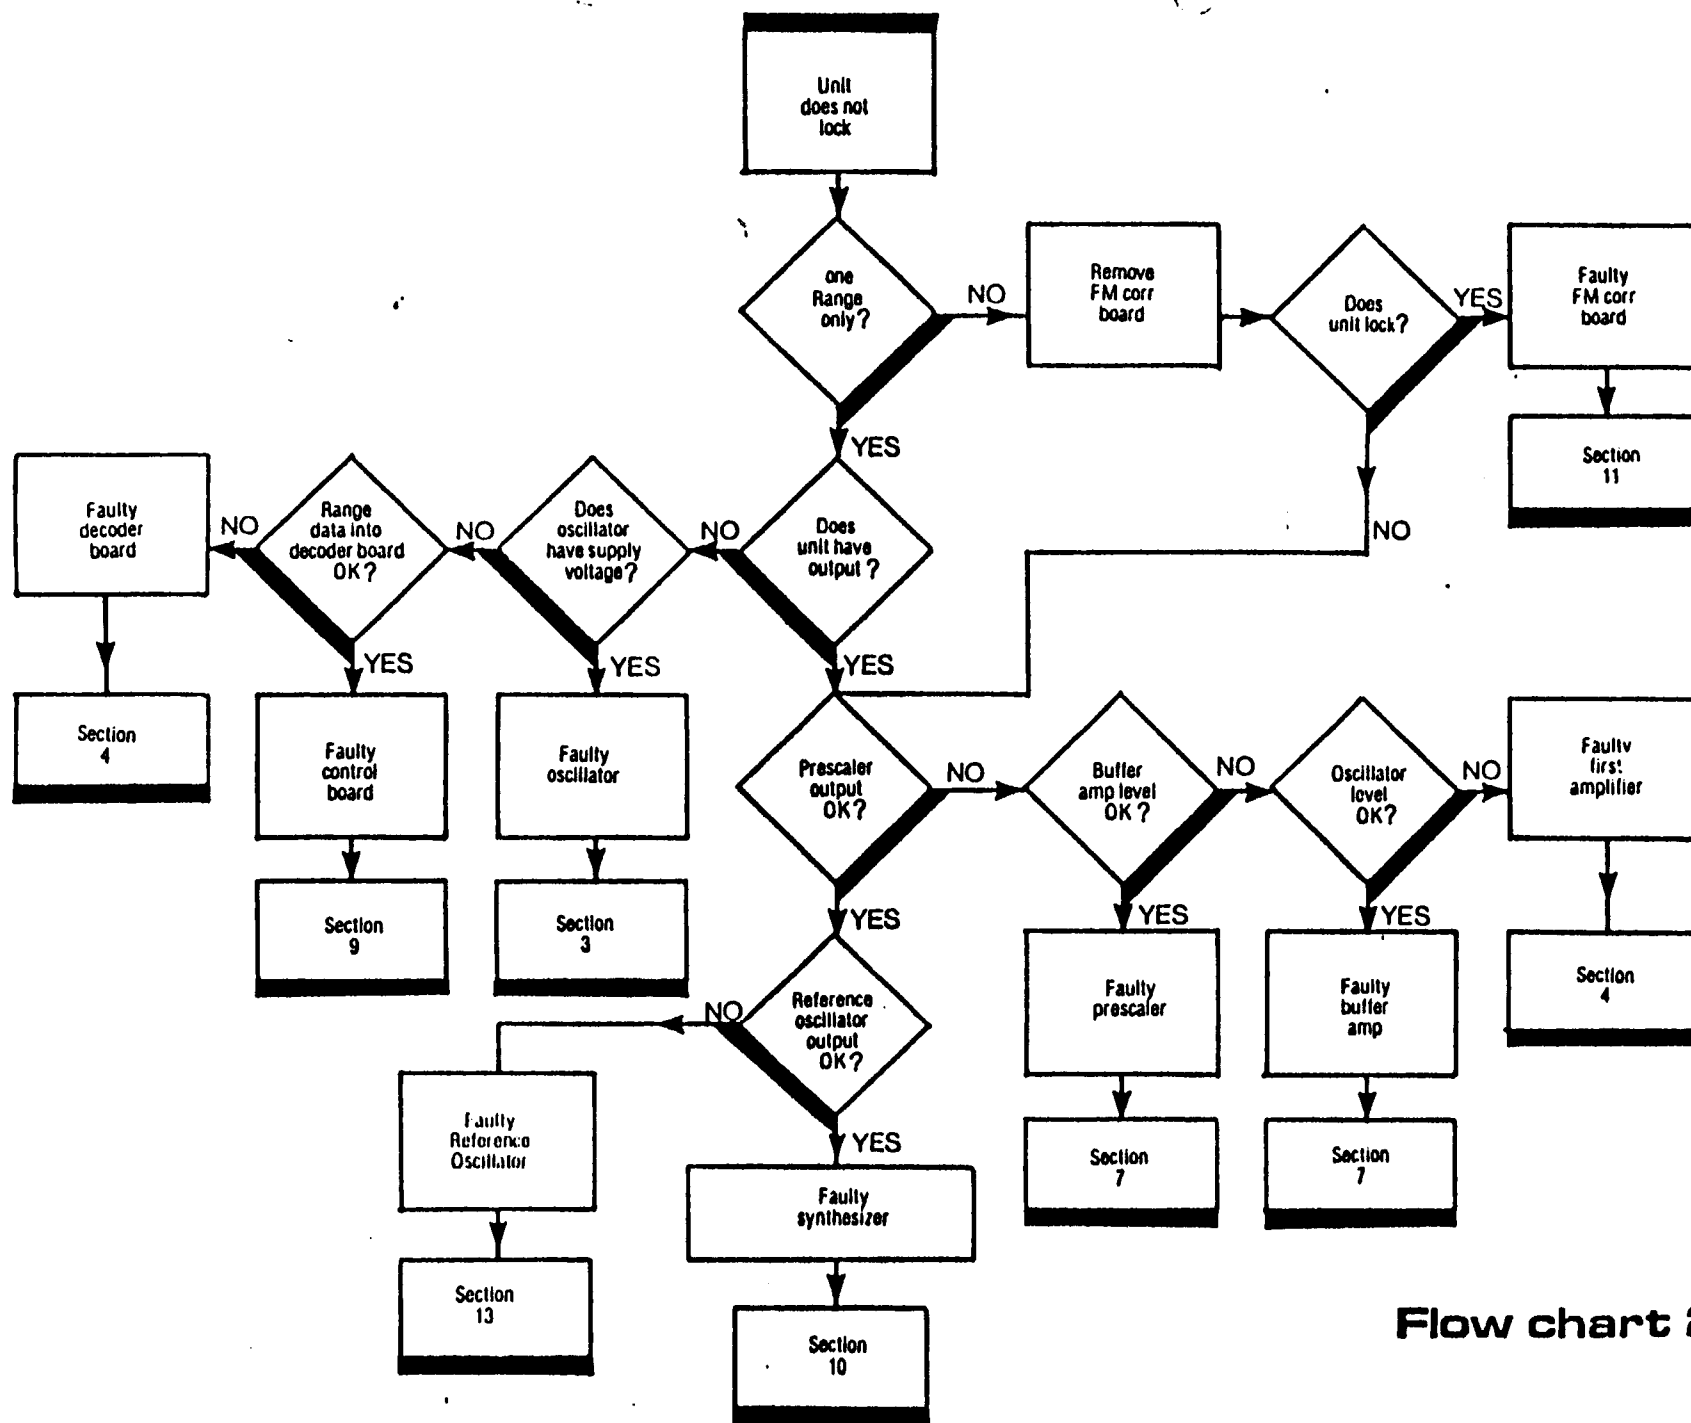 Unit
does not
lock
one
Range
only?
NO
Remove
FM corr
board
Does
unit lock?
YES
Faulty
FM corr
board
YES
Section
11
NO
Does
unit have
output?
NO
Does
oscillator
have supply
voltage?
NO
Range
data into
decoder board
OK?
NO
Faulty
decoder
board
Section
4
YES
Faulty
control
board
Section
9
YES
Faulty
oscillator
Section
3
YES
Prescaler
output
OK?
NO
Buffer
amp level
OK?
NO
Oscillator
level
OK?
NO
Faulty
first
amplifier
Section
4
YES
Faulty
prescaler
Section
7
YES
Faulty
buffer
amp
Section
7
YES
Reference
oscillator
output
OK?
NO
Faulty
Reference
Oscillator
Section
13
YES
Faulty
synthesizer
Section
10
Flow chart